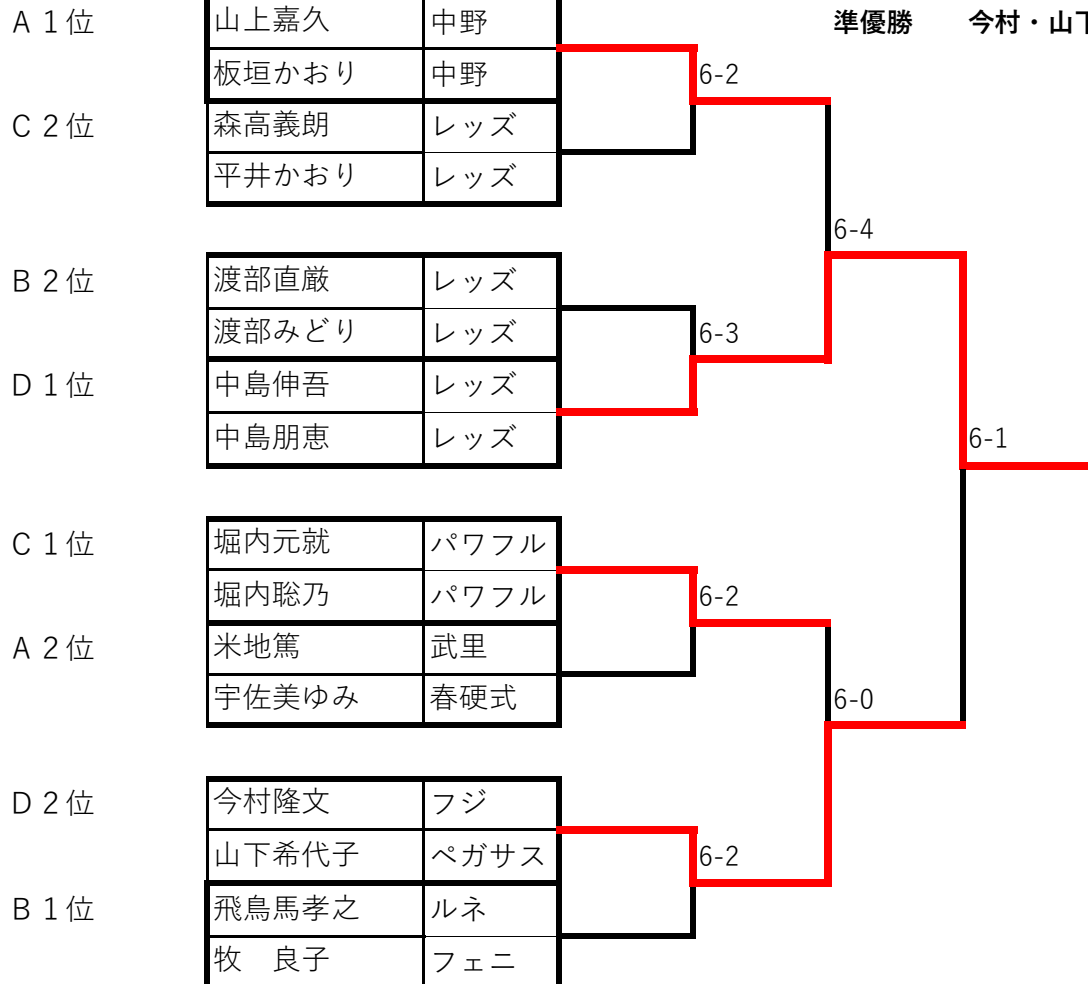 A 1位 山上嘉久 中野 準優勝 今村・山下
板垣かおり 中野 6-2
C 2位 森高義朗 レッズ
平井かおり レッズ
6-4
B 2位 渡部直厳 レッズ
渡部みどり レッズ 6-3
D 1位 中島伸吾 レッズ
中島朋恵 レッズ 6-1
C 1位 堀内元就 パワフル
堀内聡乃 パワフル 6-2
A 2位 米地篤 武里
宇佐美ゆみ 春硬式 6-0
D 2位 今村隆文 フジ
山下希代子 ペガサス 6-2
B 1位 飛鳥馬孝之 ルネ
牧　良子 フェニ